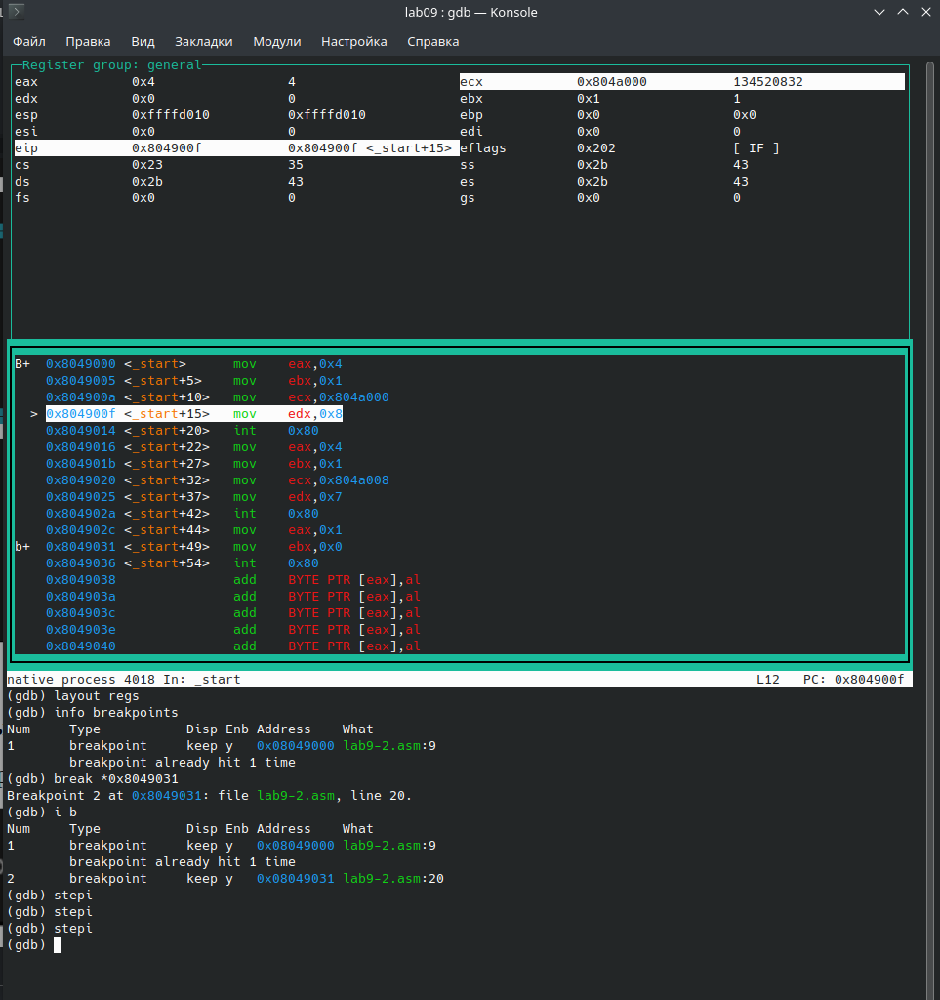 lab09 : gdb — Konsole
Файл Правка Вид Закладки Модули Настройка Справка
Register group: general
eax 0x4 4 ecx 0x804a000 134520832
edx 0x0 0 ebx 0x1 1
esp 0xffffd010 0xffffd010 ebp 0x0 0x0
esi 0x0 0 edi 0x0 0
eip 0x804900f 0x804900f <_start+15> eflags 0x202 [ IF ]
cs 0x23 35 ss 0x2b 43
ds 0x2b 43 es 0x2b 43
fs 0x0 0 gs 0x0 0
B+ 0x8049000 <_start> mov eax,0x4
0x8049005 <_start+5> mov ebx,0x1
0x804900a <_start+10> mov ecx,0x804a000
> 0x804900f <_start+15> mov edx,0x8
0x8049014 <_start+20> int 0x80
0x8049016 <_start+22> mov eax,0x4
0x804901b <_start+27> mov ebx,0x1
0x8049020 <_start+32> mov ecx,0x804a008
0x8049025 <_start+37> mov edx,0x7
0x804902a <_start+42> int 0x80
0x804902c <_start+44> mov eax,0x1
b+ 0x8049031 <_start+49> mov ebx,0x0
0x8049036 <_start+54> int 0x80
0x8049038 add BYTE PTR [eax],al
0x804903a add BYTE PTR [eax],al
0x804903c add BYTE PTR [eax],al
0x804903e add BYTE PTR [eax],al
0x8049040 add BYTE PTR [eax],al
native process 4018 In: _start L12 PC: 0x804900f
(gdb) layout regs
(gdb) info breakpoints
Num Type Disp Enb Address What
1 breakpoint keep y 0x08049000 lab9-2.asm:9
breakpoint already hit 1 time
(gdb) break *0x8049031
Breakpoint 2 at 0x8049031: file lab9-2.asm, line 20.
(gdb) i b
Num Type Disp Enb Address What
1 breakpoint keep y 0x08049000 lab9-2.asm:9
breakpoint already hit 1 time
2 breakpoint keep y 0x08049031 lab9-2.asm:20
(gdb) stepi
(gdb) stepi
(gdb) stepi
(gdb)